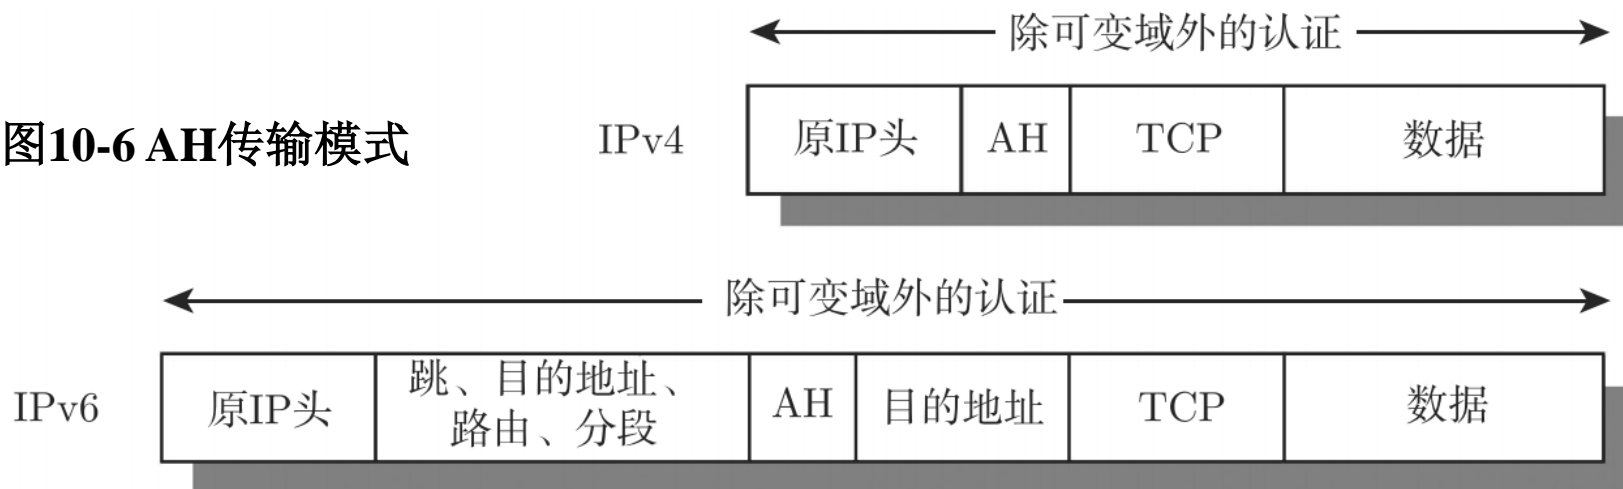 除可变域外的认证
图10-6 AH传输模式
IPv4
原IP头
AH
TCP
数据
除可变域外的认证
IPv6
原IP头
跳、目的地址、
路由、分段
AH
目的地址
TCP
数据